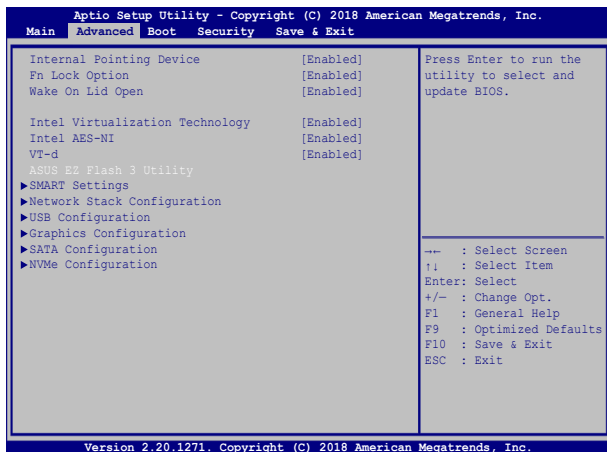 Aptio Setup Utility - Copyright (C) 2018 American Megatrends, Inc.
Main Advanced Boot Security Save & Exit
Internal Pointing Device [Enabled]
Fn Lock Option [Enabled]
Wake On Lid Open [Enabled]
Intel Virtualization Technology [Enabled]
Intel AES-NI [Enabled]
VT-d [Enabled]
ASUS EZ Flash 3 Utility
▶SMART Settings
▶Network Stack Configuration
▶USB Configuration
▶Graphics Configuration
▶SATA Configuration
▶NVMe Configuration
Press Enter to run the
utility to select and
update BIOS.
→← : Select Screen
↑↓ : Select Item
Enter: Select
+/— : Change Opt.
F1 : General Help
F9 : Optimized Defaults
F10 : Save & Exit
ESC : Exit
Version 2.20.1271. Copyright (C) 2018 American Megatrends, Inc.